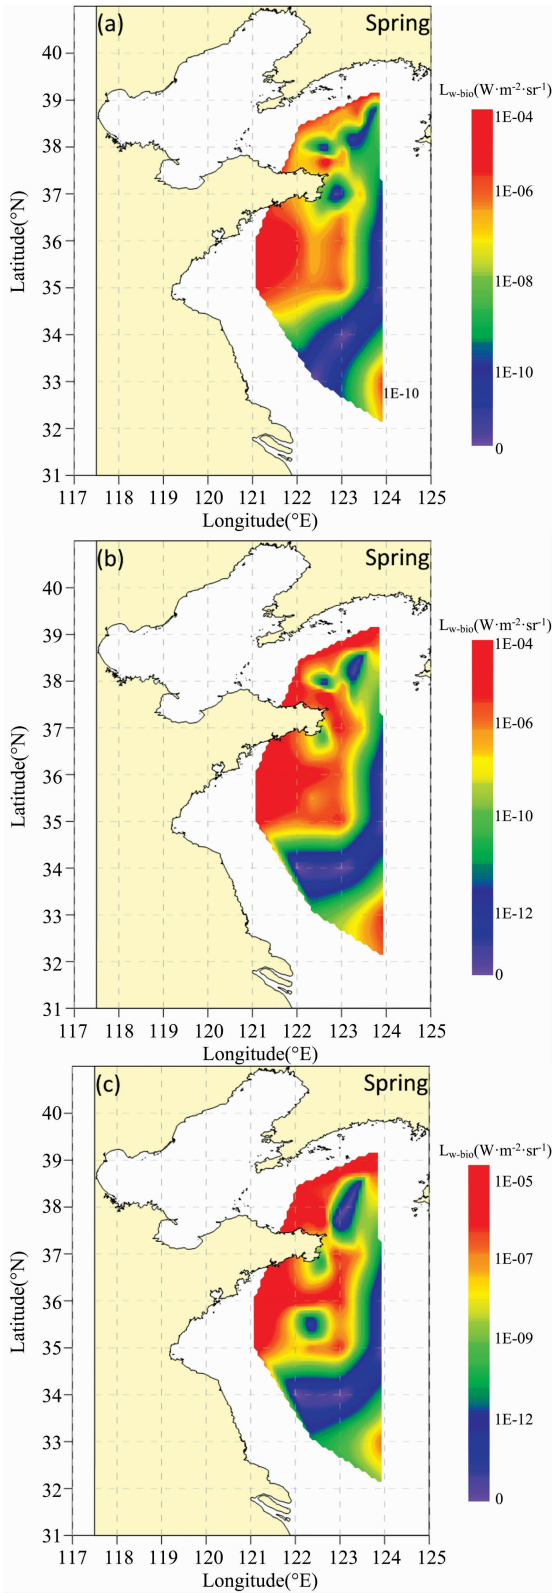 (a) Spring
40
39
38
37
36
35
34
33
32
31
Latitude(°N)
117 118 119 120 121 122 123 124 125
Longitude(°E)
1E-10
Lw-bio(W·m-2·sr-1)
1E-04
1E-06
1E-08
1E-10
0
(b) Spring
40
39
38
37
36
35
34
33
32
31
Latitude(°N)
117 118 119 120 121 122 123 124 125
Longitude(°E)
Lw-bio(W·m-2·sr-1)
1E-04
1E-06
1E-10
1E-12
0
(c) Spring
40
39
38
37
36
35
34
33
32
31
Latitude(°N)
117 118 119 120 121 122 123 124 125
Longitude(°E)
Lw-bio(W·m-2·sr-1)
1E-05
1E-07
1E-09
1E-12
0